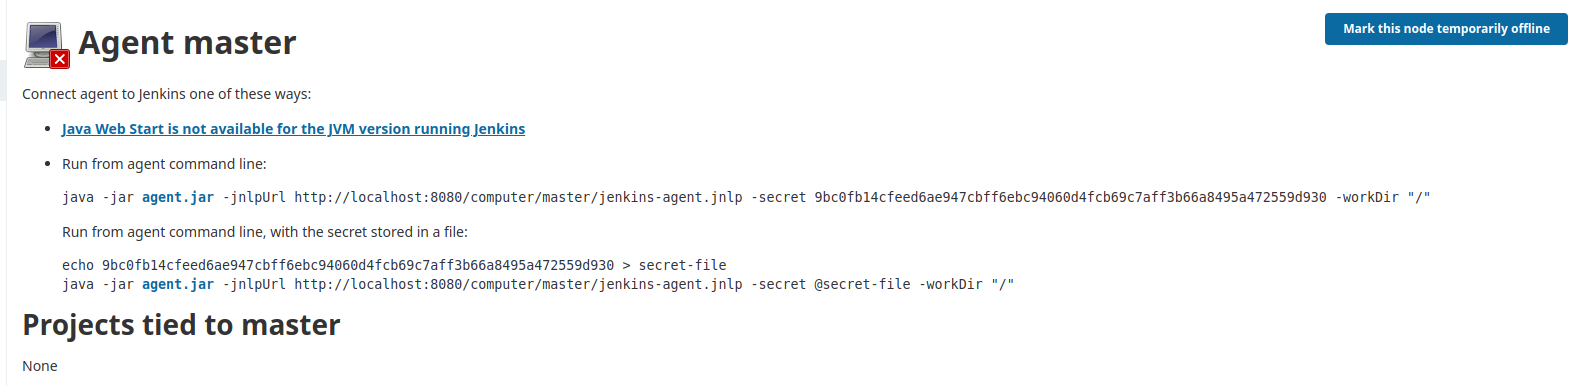 Agent master
Mark this node temporarily offline
Connect agent to Jenkins one of these ways:
Java Web Start is not available for the JVM version running Jenkins
Run from agent command line:
java -jar agent.jar -jnlpUrl http://localhost:8080/computer/master/jenkins-agent.jnlp -secret 9bc0fb14cfeed6ae947cbff6ebc94060d4fcb69c7aff3b66a8495a472559d930 -workDir "/"
Run from agent command line, with the secret stored in a file:
echo 9bc0fb14cfeed6ae947cbff6ebc94060d4fcb69c7aff3b66a8495a472559d930 > secret-file
java -jar agent.jar -jnlpUrl http://localhost:8080/computer/master/jenkins-agent.jnlp -secret @secret-file -workDir "/"
Projects tied to master
None